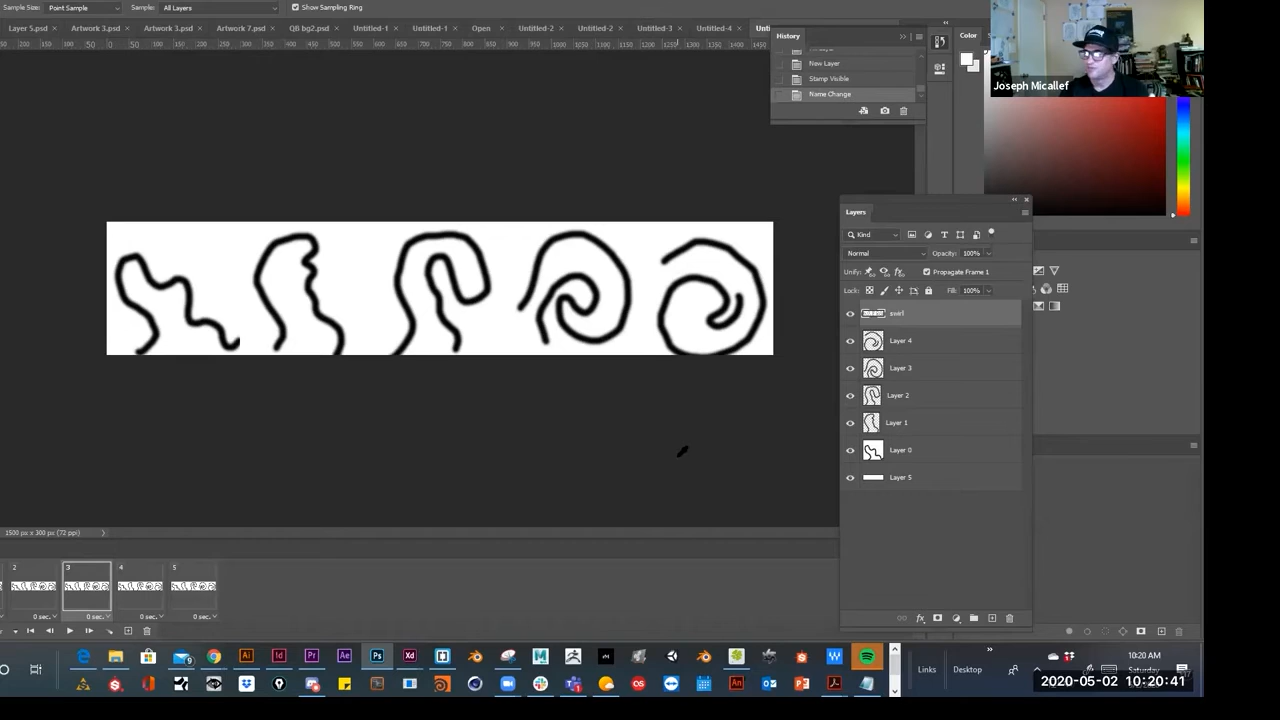 Sample Size: Point Sample Sample: All Layers Show Sampling Ring
Layer 5.psd × Artwork 3.psd × Artwork 3.psd × Artwork 7.psd × QB bg2.psd × Untitled-1 × Untitled-1 × Open × Untitled-2 × Untitled-2 × Untitled-3 × Untitled-4 ×
History
New Layer
Stamp Visible
Name Change
Color
Joseph Micallef
Layers
Kind
Normal Opacity: 100%
Unify: Propagate Frame 1
Lock: Fill: 100%
swirl
Layer 4
Layer 3
Layer 2
Layer 1
Layer 0
Layer 5
1500 px x 300 px (72 ppi)
2 3 4 5
0 sec. 0 sec. 0 sec. 0 sec.
Links Desktop
10:20 AM
Saturday
2020-05-02 10:20:41